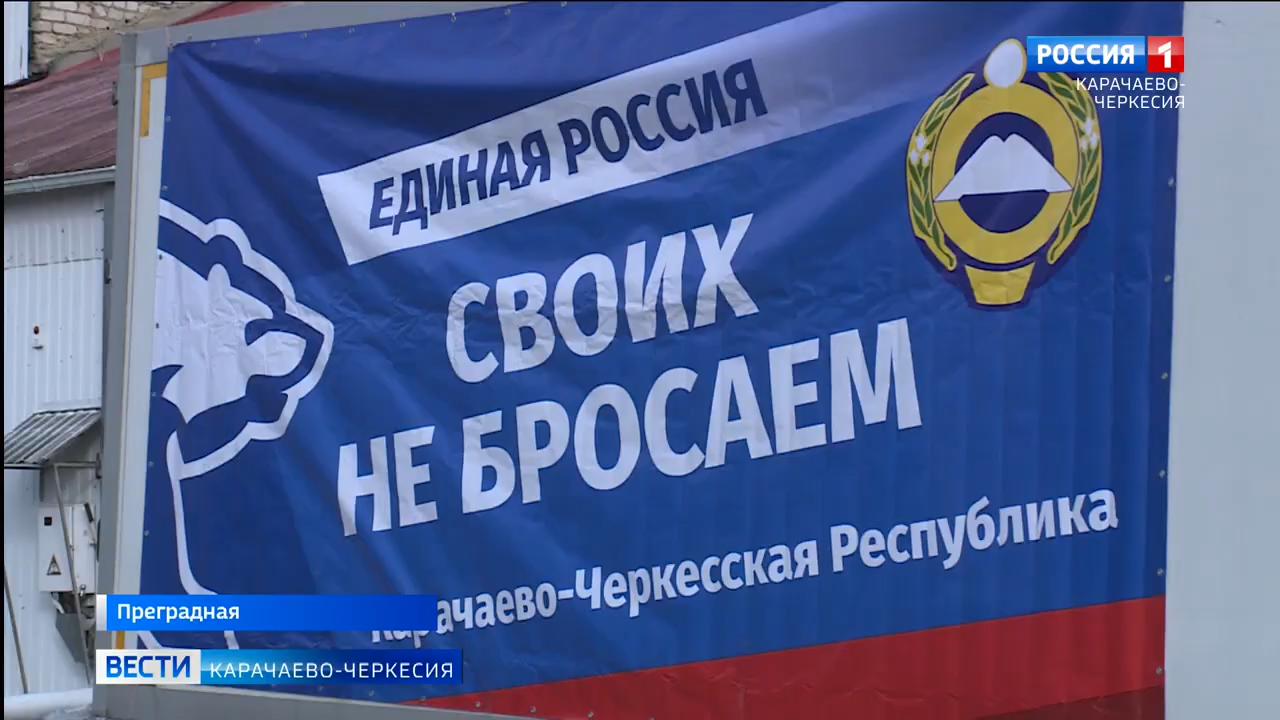 РОССИЯ 1
КАРАЧАЕВО-
ЧЕРКЕСИЯ
ЕДИНАЯ РОССИЯ
СВОИХ
НЕ БРОСАЕМ
Карачаево-Черкесская Республика
Преградная
ВЕСТИ КАРАЧАЕВО-ЧЕРКЕСИЯ